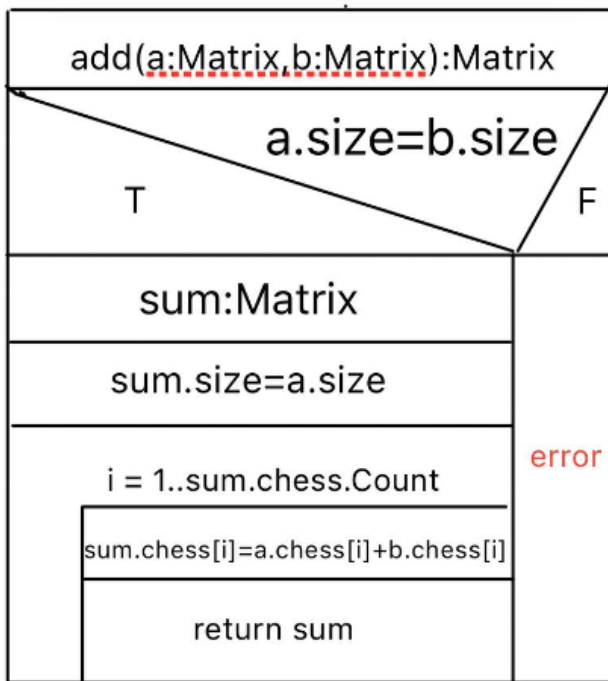 add(a:Matrix,b:Matrix):Matrix
a.size=b.size
T
F
sum:Matrix
sum.size=a.size
error
i = 1..sum.chess.Count
sum.chess[i]=a.chess[i]+b.chess[i]
return sum